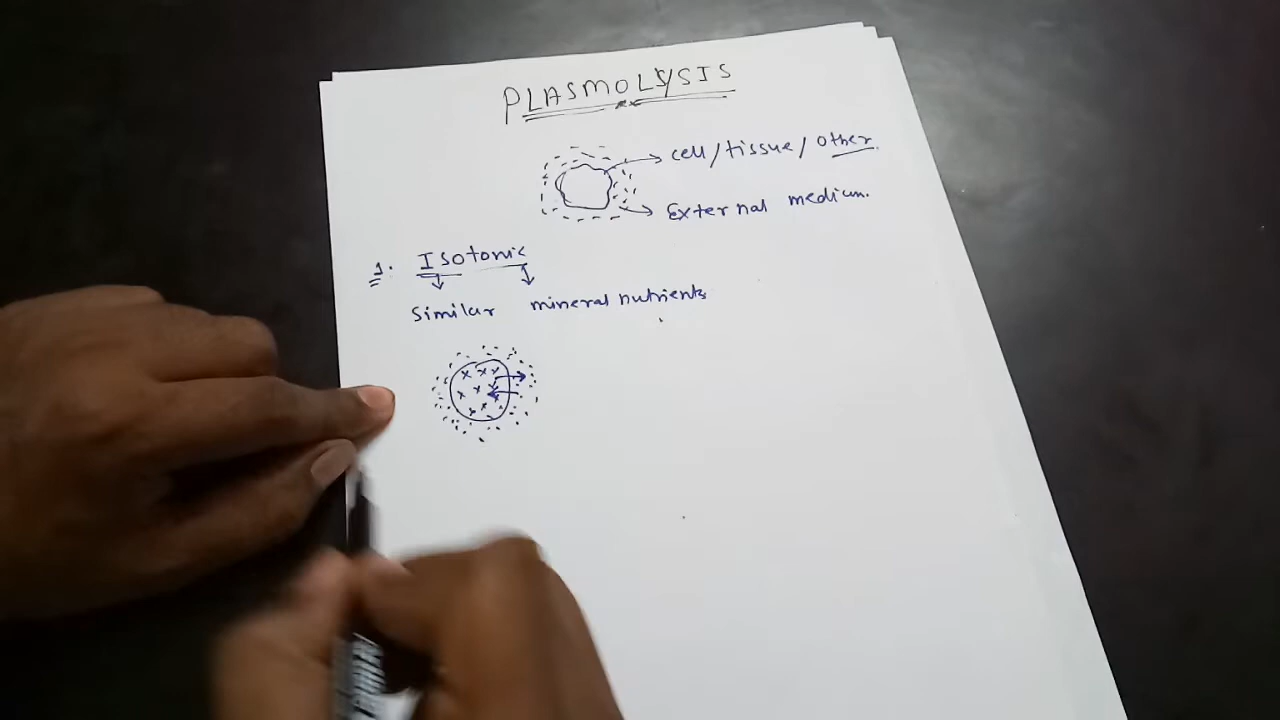 PLASMOLYSIS
cell/tissue/other.
External medium.
1. Isotonic
Similar mineral nutrients